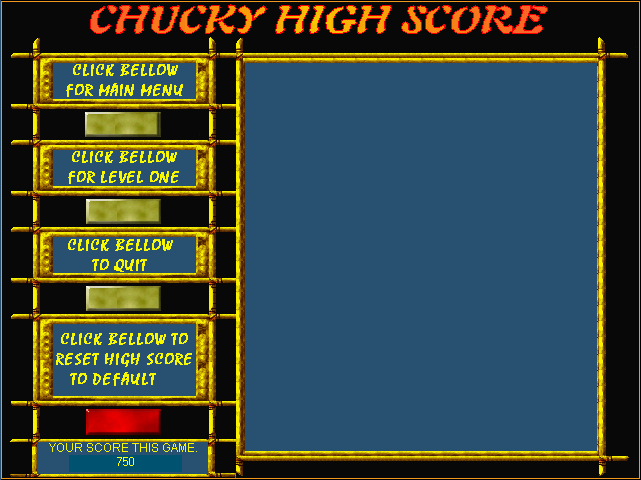 CHUCKY HIGH SCORE
CLICK BELLOW
FOR MAIN MENU
CLICK BELLOW
FOR LEVEL ONE
CLICK BELLOW
TO QUIT
CLICK BELLOW TO
RESET HIGH SCORE
TO DEFAULT
YOUR SCORE THIS GAME.
750